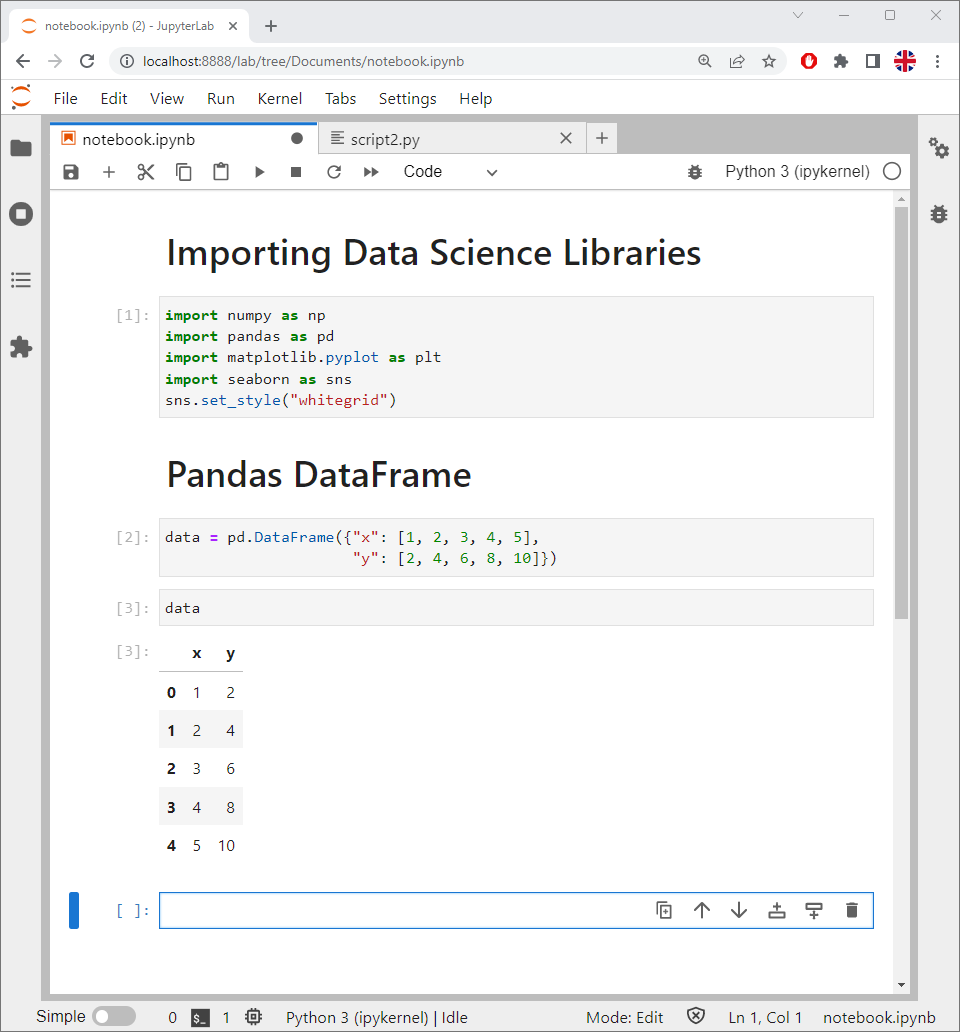 notebook.ipynb (2) - JupyterLab
localhost:8888/lab/tree/Documents/notebook.ipynb
File Edit View Run Kernel Tabs Settings Help
notebook.ipynb script2.py
Code Python 3 (ipykernel)
Importing Data Science Libraries
[1]: import numpy as np
import pandas as pd
import matplotlib.pyplot as plt
import seaborn as sns
sns.set_style("whitegrid")
Pandas DataFrame
[2]: data = pd.DataFrame({"x": [1, 2, 3, 4, 5],
"y": [2, 4, 6, 8, 10]})
[3]: data
[3]: x y
0 1 2
1 2 4
2 3 6
3 4 8
4 5 10
[ ]:
Simple 0 $_ 1 Python 3 (ipykernel) | Idle Mode: Edit Ln 1, Col 1 notebook.ipynb